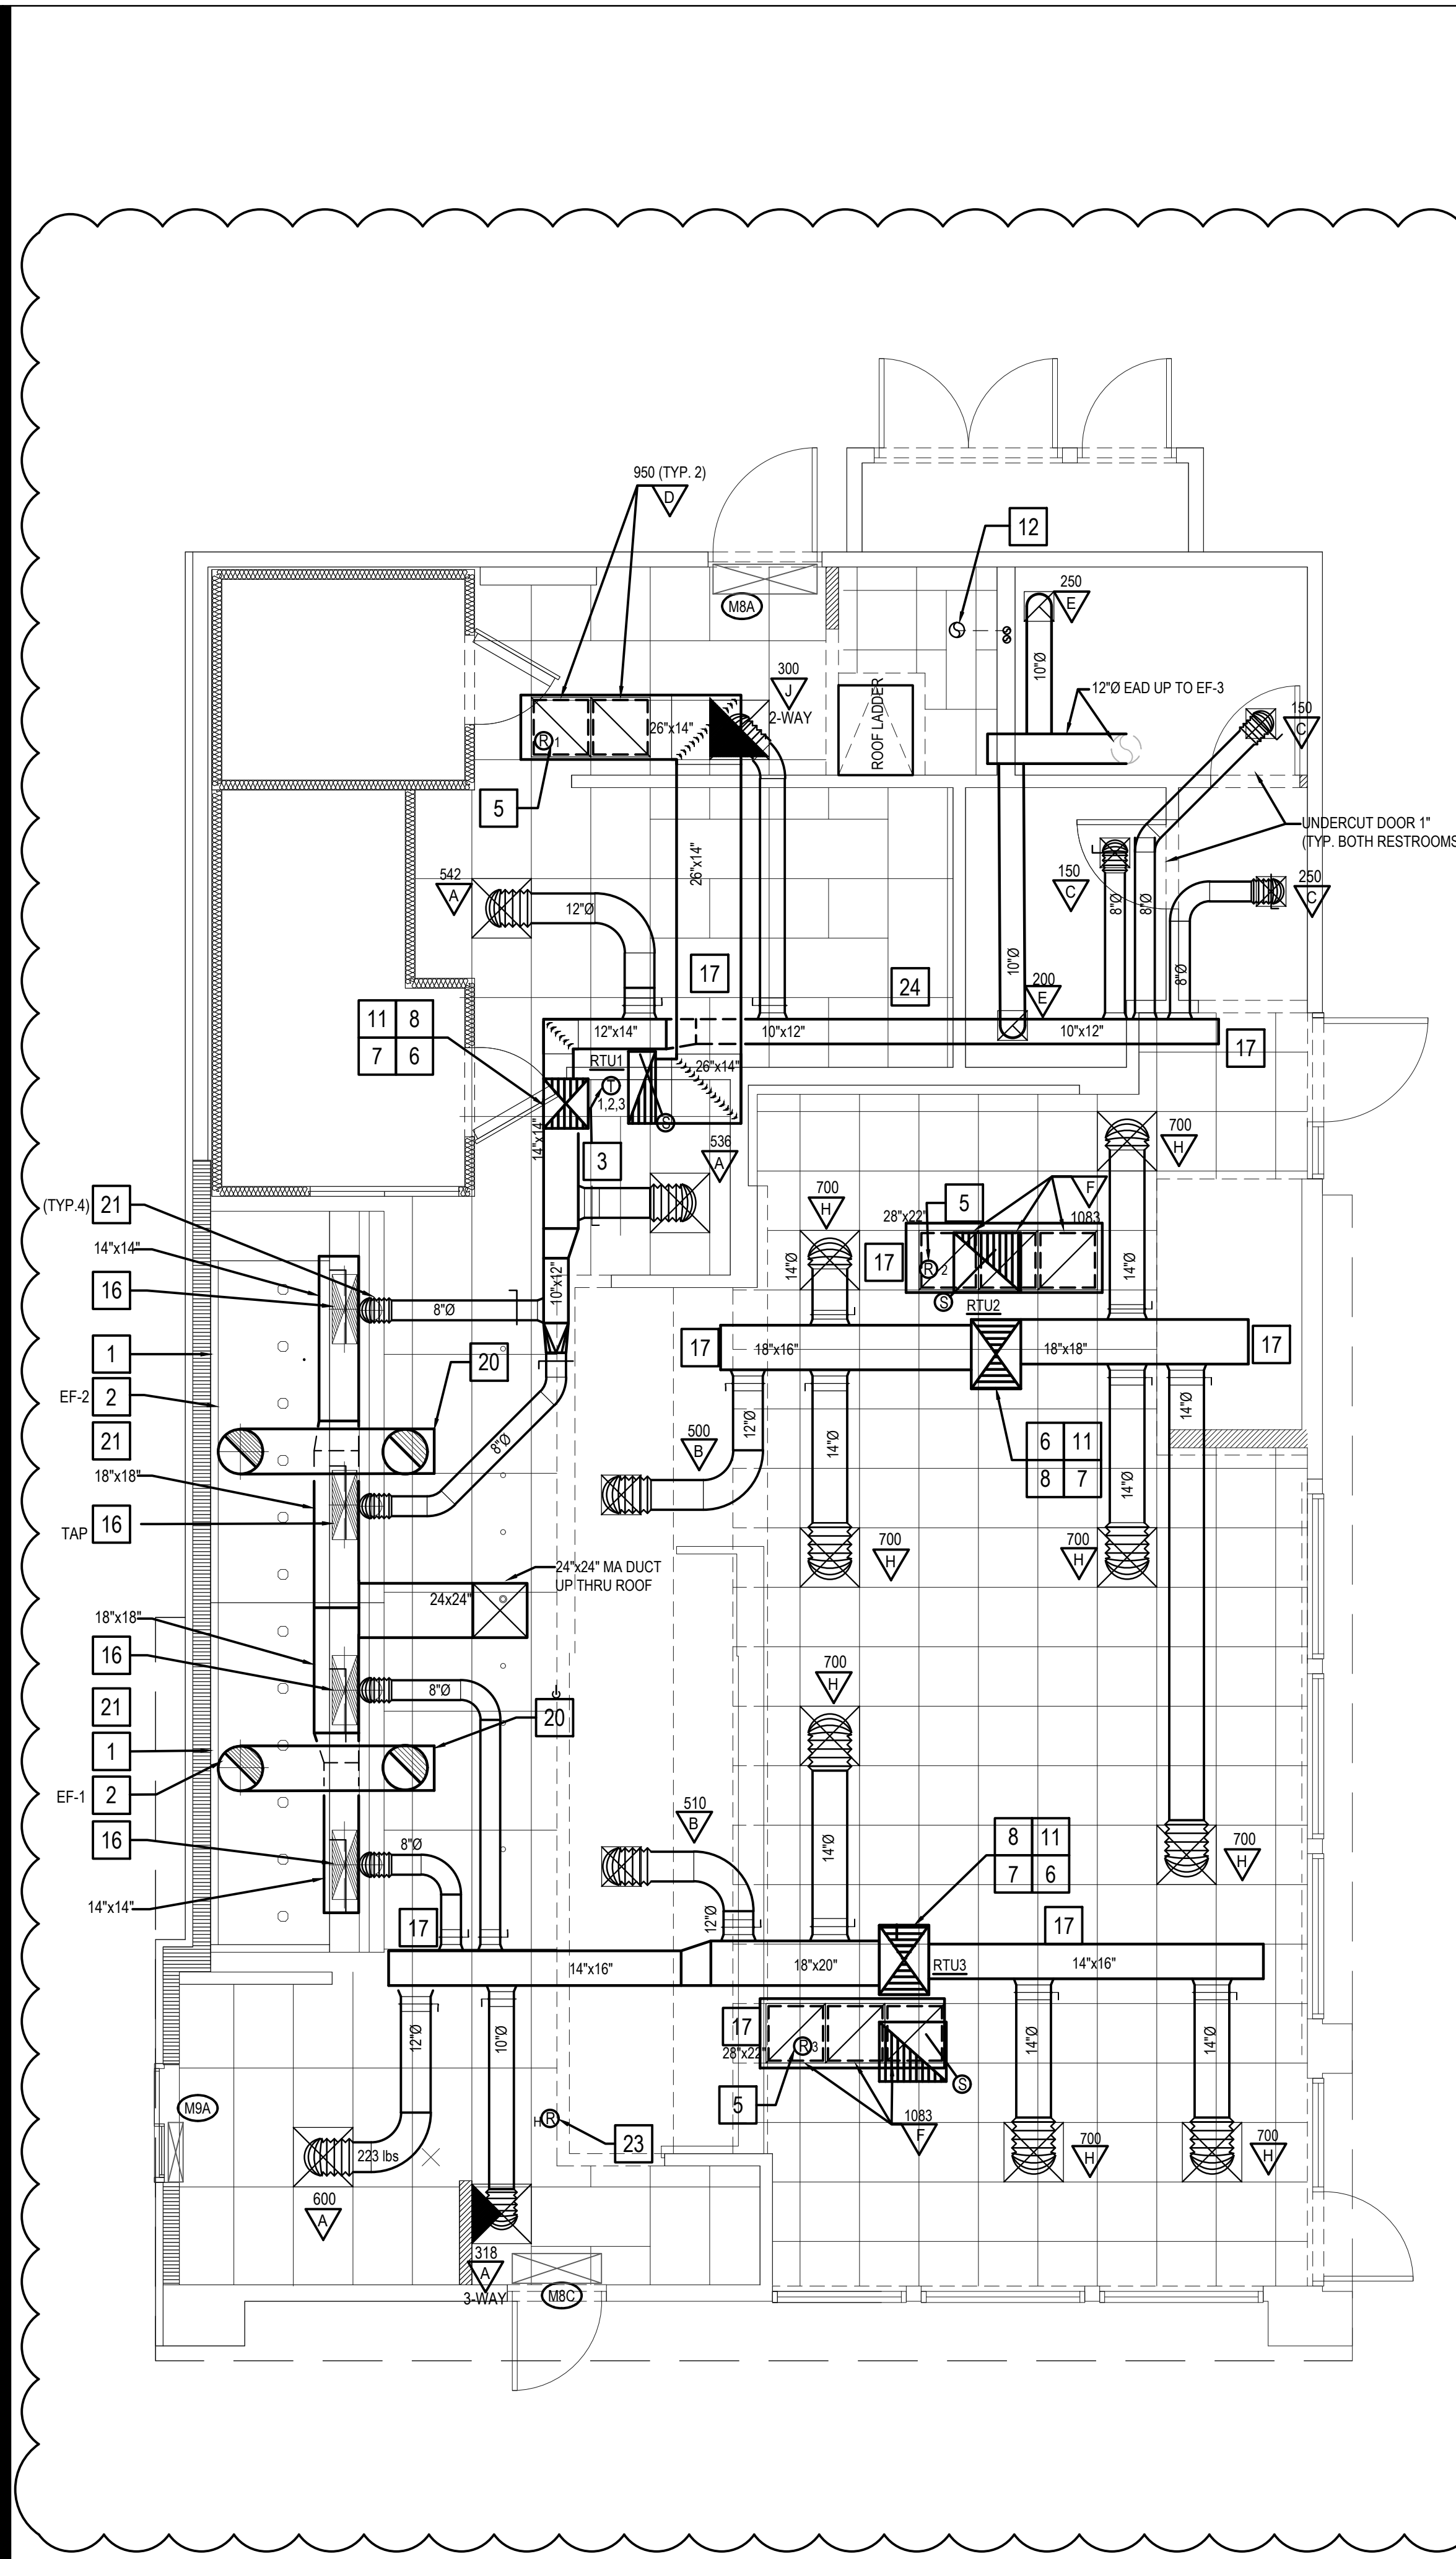 950 (TYP. 2)
D
12
M8A
250
E
10"Ø
300
J
2-WAY
ROOF LADDER
12"Ø EAD UP TO EF-3
150
C
R 1
26"x14"
5
UNDERCUT DOOR 1"
(TYP. BOTH RESTROOMS
26"x14"
542
A
12"Ø
150
C
8"Ø
8"Ø
250
C
17
24
10"Ø
200
E
8"Ø
11 8
7 6
12"x14"
10"x12"
10"x12"
17
RTU1
26"x14"
T
1,2,3
S
14"x14"
3
536
A
700
H
(TYP.4) 21
700
H
F
5
28"x22"
1083
14"x14"
17
14"Ø
14"Ø
R 2
16
10"x12"
8"Ø
S
RTU2
1
20
17
18"x16"
18"x18"
17
EF-2 2
12"Ø
14"Ø
21
8"Ø
500
B
14"Ø
6 11
8 7
14"Ø
18"x18"
TAP 16
700
H
700
H
24"x24" MA DUCT
UP THRU ROOF
24x24"
18"x18"
16
700
H
8"Ø
21
20
1
EF-1 2
510
B
16
8"Ø
14"Ø
8 11
7 6
700
H
14"x14"
17
12"Ø
17
14"x16"
18"x20"
RTU3
14"x16"
17
28"x22"
R 3
12"Ø
10"Ø
14"Ø
14"Ø
5
S
M9A
H R
23
1083
F
223 lbs
700
H
700
H
600
A
318
A
3-WAY
M8C